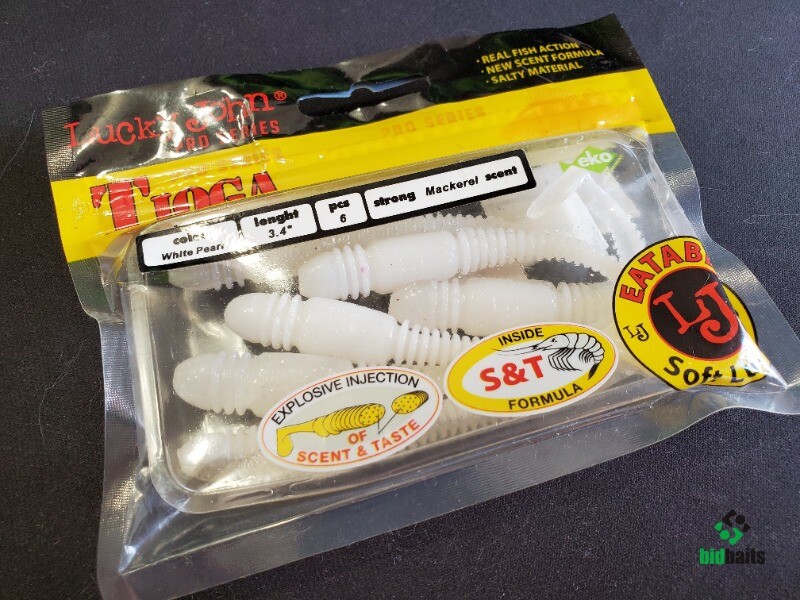 Lucky John®
PRO SERIES
· REAL FISH ACTION
· NEW SCENT FORMULA
· SALTY MATERIAL
PRO SERIES
TIOGA
color
White Pearl
lenght
3.4"
pcs
6
strong Mackerel scent
eko
EATABLE
LJ
LJ
Soft
EXPLOSIVE INJECTION
OF
SCENT & TASTE
INSIDE
S&T
FORMULA
bidbaits